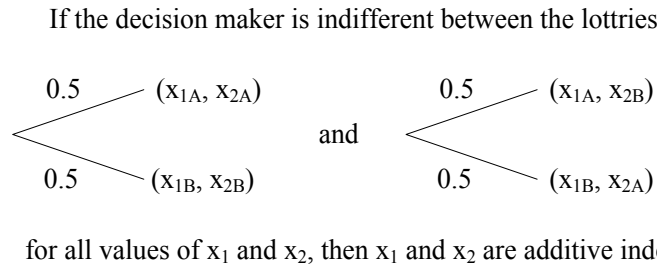 If the decision maker is indifferent between the lottries
0.5 (x1A, x2A) 0.5 (x1A, x2B)
and
0.5 (x1B, x2B) 0.5 (x1B, x2A)
for all values of x1 and x2, then x1 and x2 are additive